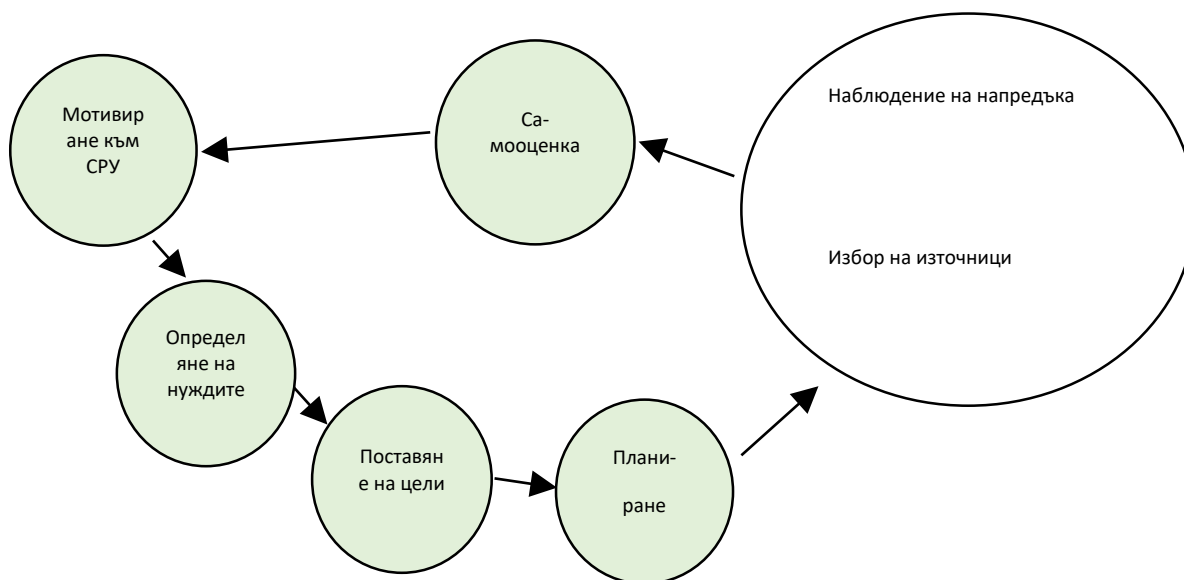 Мотивир
ане към
СРУ
Са-
мооценка
Наблюдение на напредъка
Избор на източници
Определ
яне на
нуждите
Поставян
е на цели
Плани-
ране